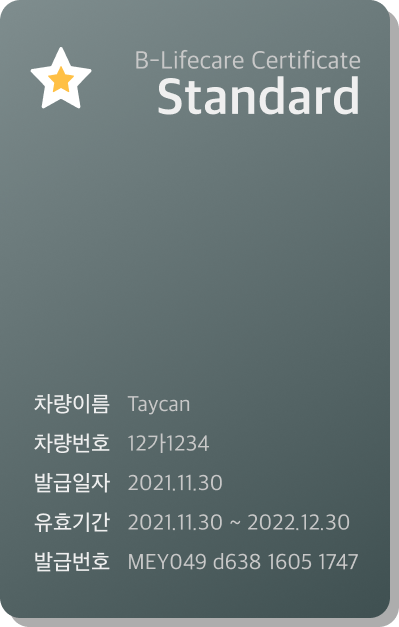 B-Lifecare Certificate
Standard
차량이름 Taycan
차량번호 12가1234
발급일자 2021.11.30
유효기간 2021.11.30 ~ 2022.12.30
발급번호 MEY049 d638 1605 1747